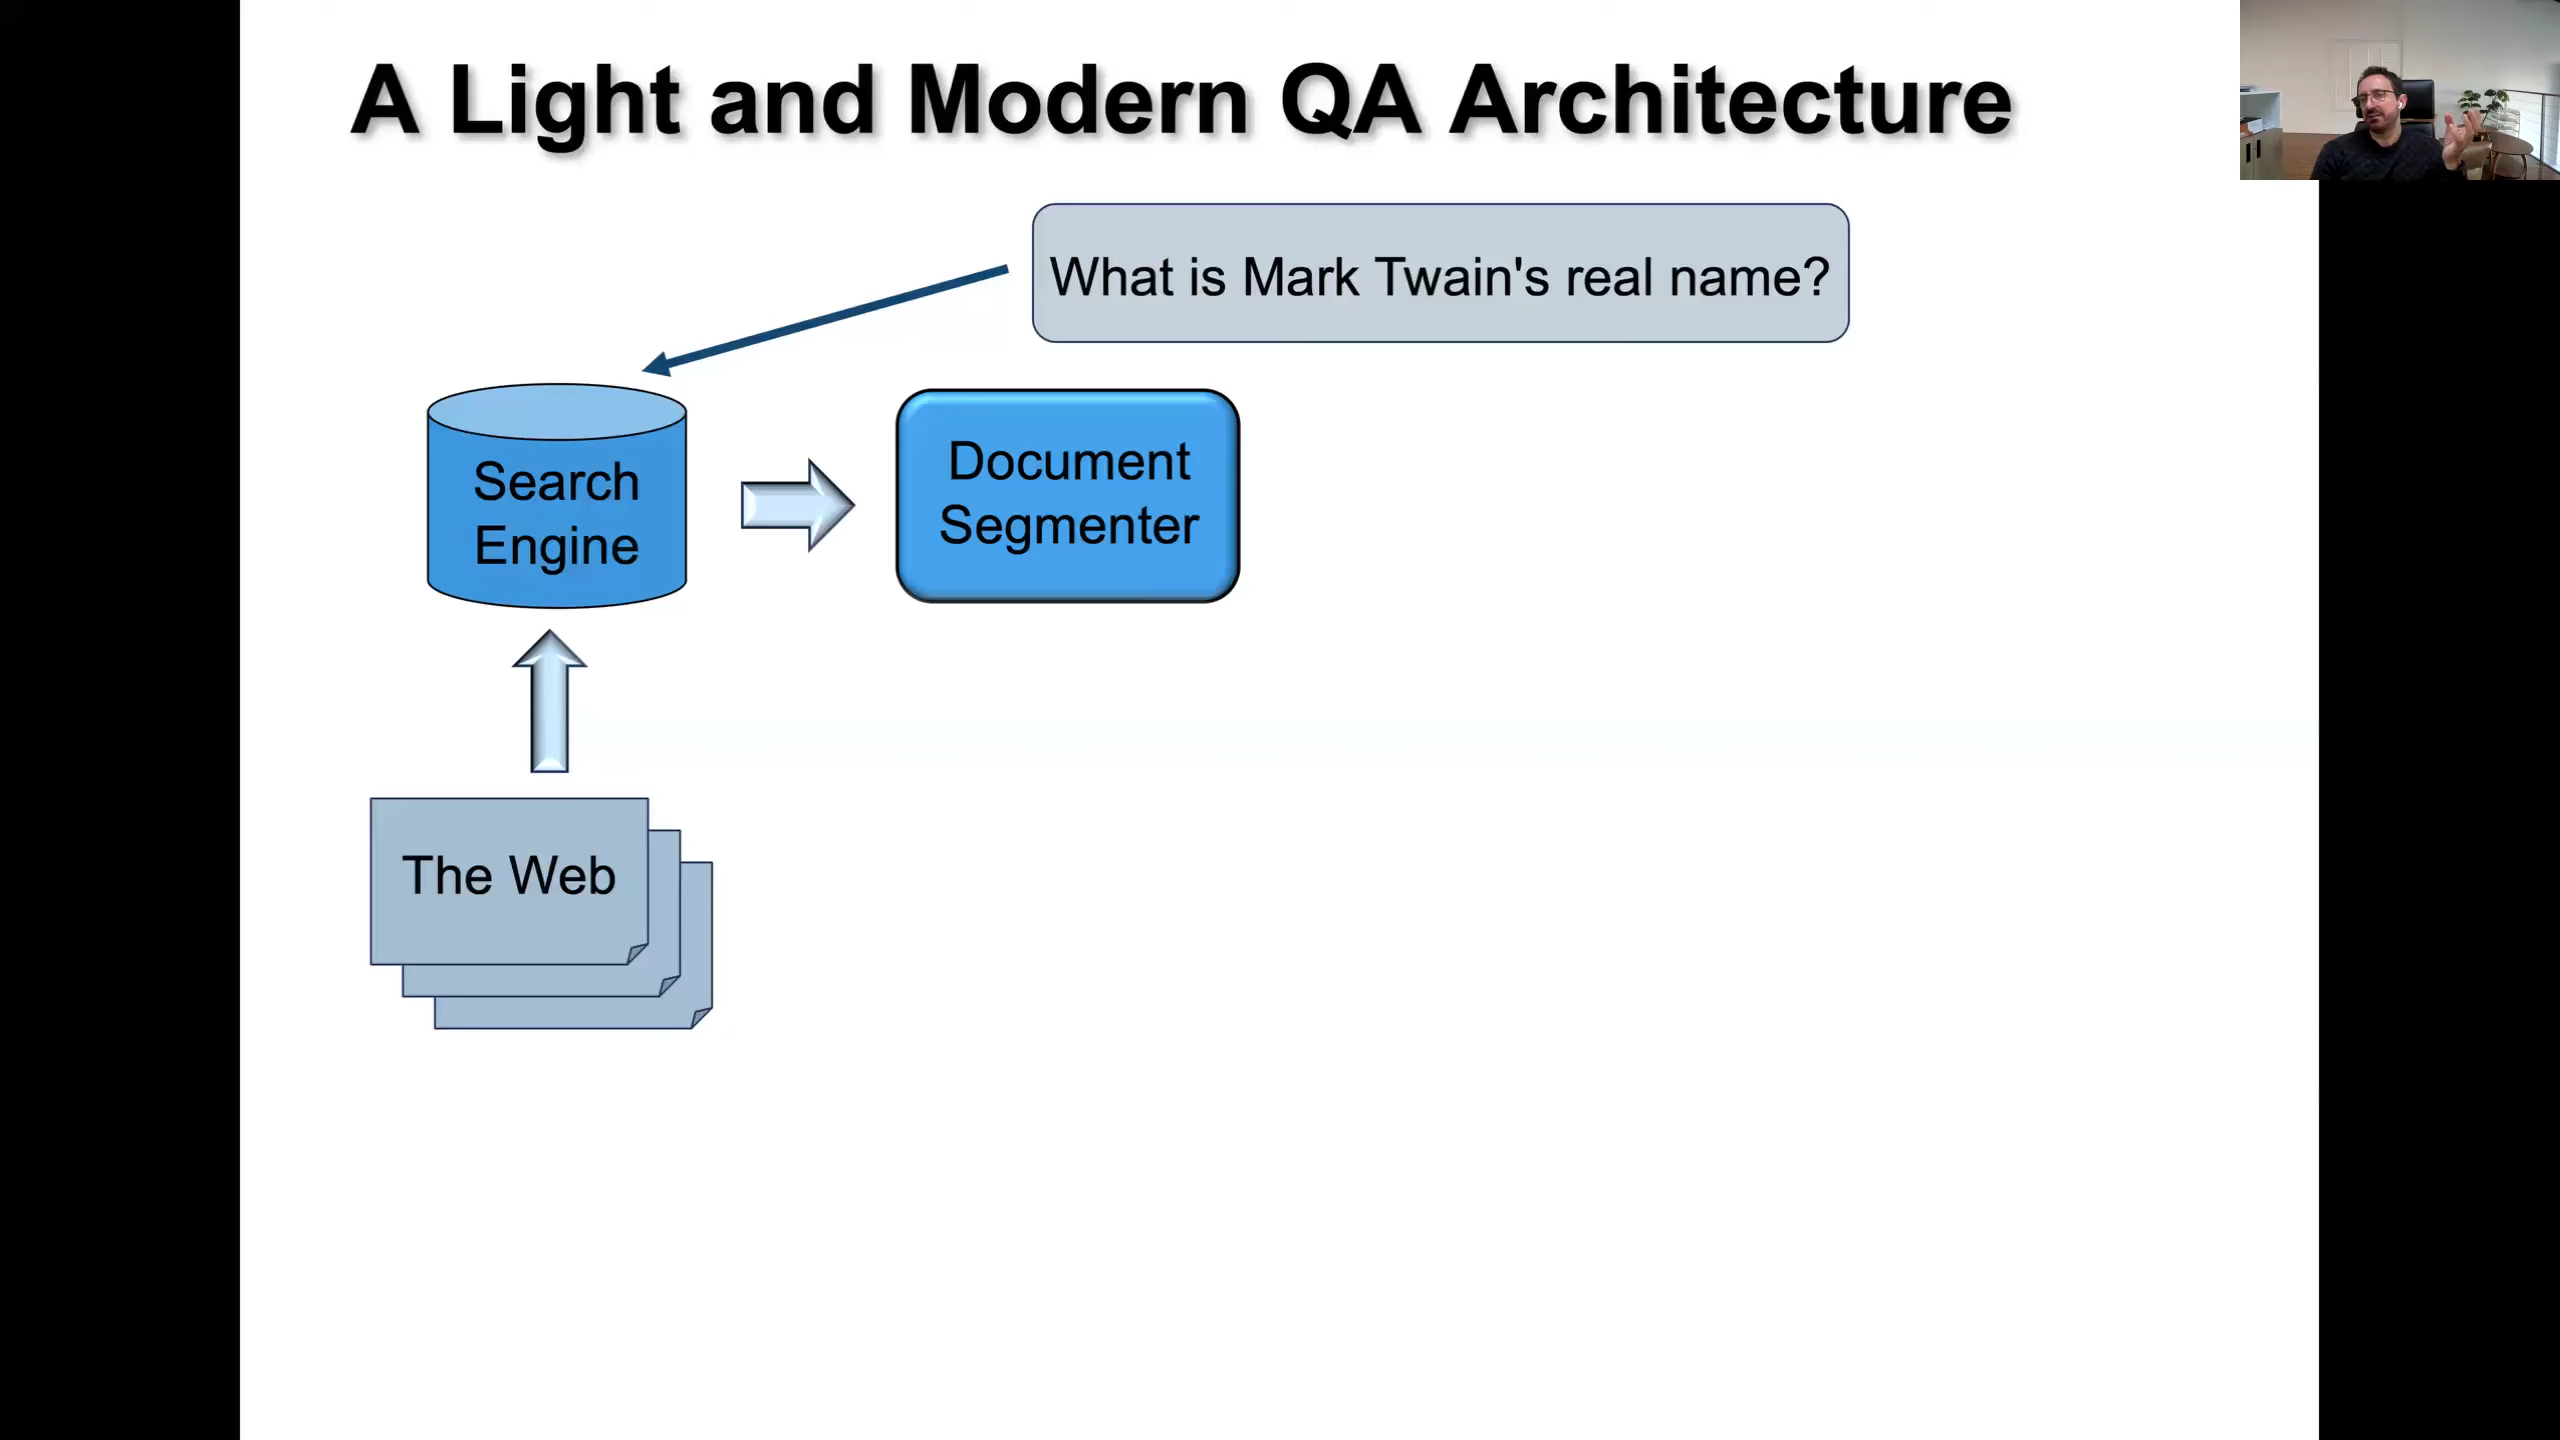 A Light and Modern QA Architecture
What is Mark Twain's real name?
Search
Engine
Document
Segmenter
The Web